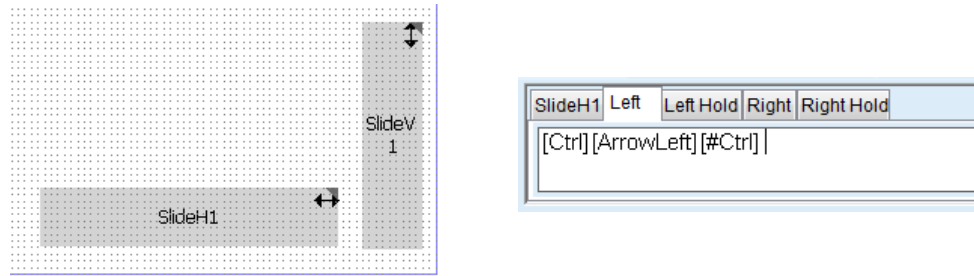 SlideV
1
SlideH1
SlideH1 Left Left Hold Right Right Hold
[Ctrl][ArrowLeft][#Ctrl]